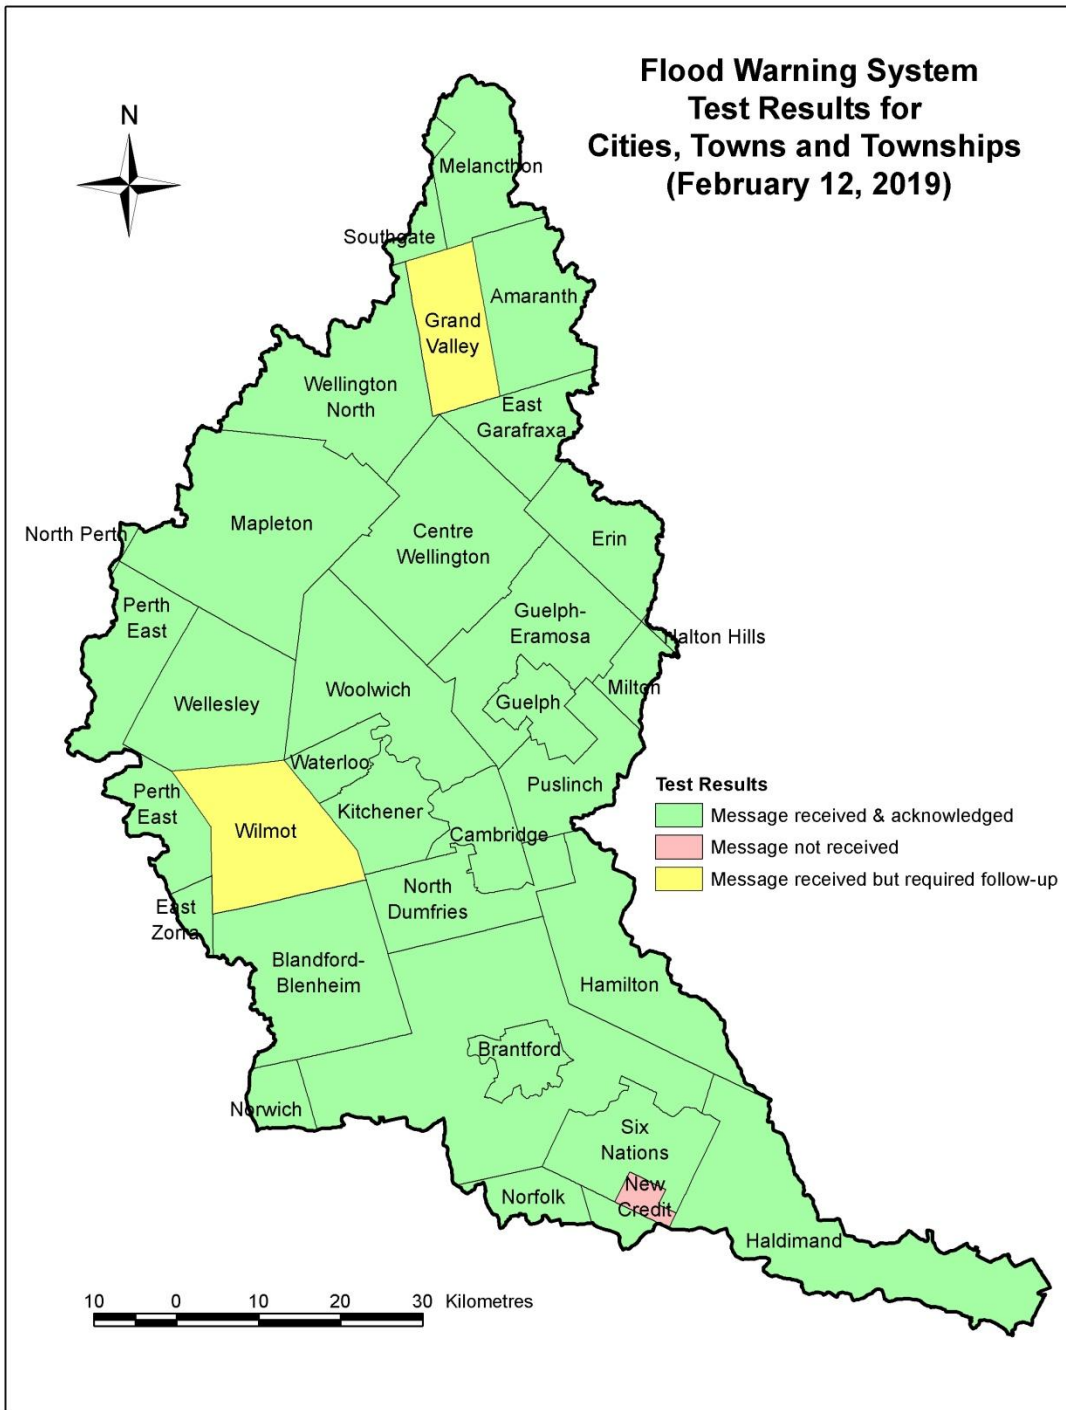 Flood Warning System
Test Results for
Cities, Towns and Townships
(February 12, 2019)
N
Melancthon
Southgate
Amaranth
Grand
Valley
Wellington
North
East
Garafraxa
North Perth
Mapleton
Centre
Wellington
Erin
Perth
East
Guelph-
Eramosa
Halton Hills
Wellesley
Woolwich
Guelph
Milton
Waterloo
Puslinch
Perth
East
Wilmot
Kitchener
Cambridge
Test Results
Message received & acknowledged
Message not received
Message received but required follow-up
East
Zorra
North
Dumfries
Blandford-
Blenheim
Hamilton
Brantford
Norwich
Six
Nations
Norfolk
New
Credit
Haldimand
10 0 10 20 30 Kilometres